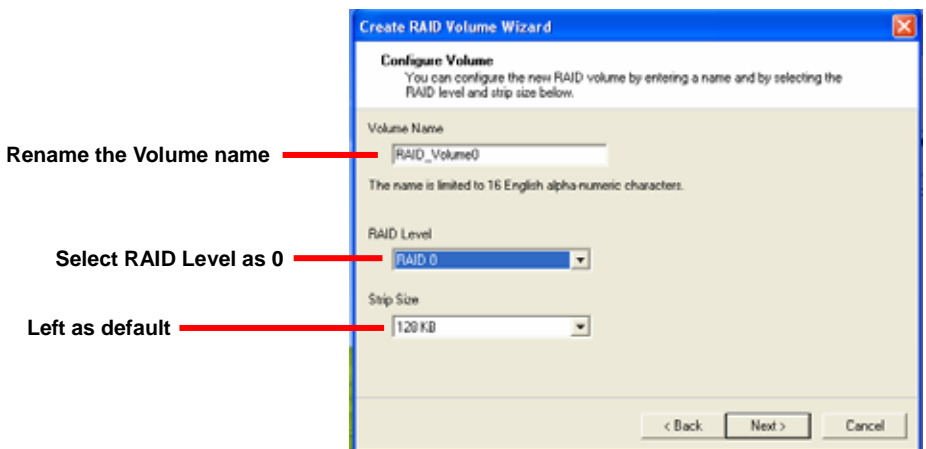 Create RAID Volume Wizard
Configure Volume
You can configure the new RAID volume by entering a name and by selecting the
RAID level and strip size below.
Volume Name
Rename the Volume name
RAID_Volume0
The name is limited to 16 English alpha-numeric characters.
RAID Level
Select RAID Level as 0
RAID 0
Strip Size
Left as default
128 KB
< Back
Next >
Cancel